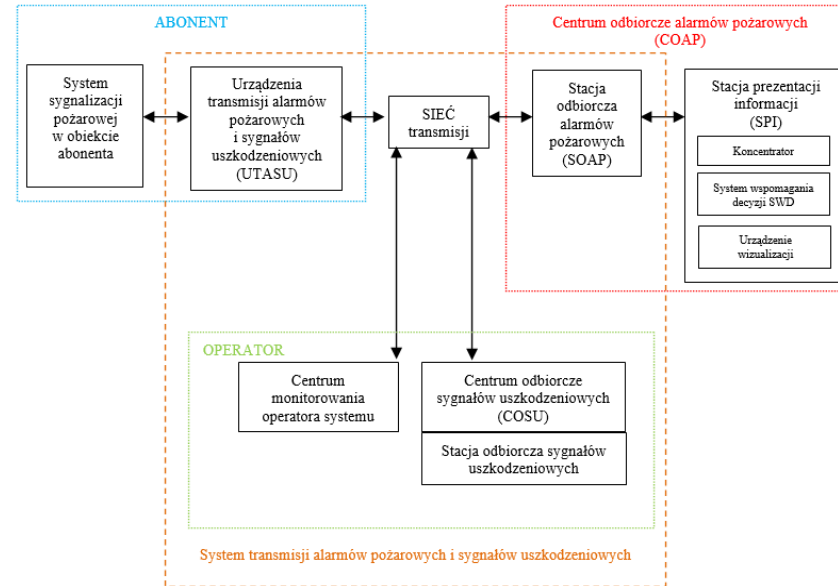 ABONENT
Centrum odbiorcze alarmów pożarowych
(COAP)
System
sygnalizacji
pożarowej
w obiekcie
abonenta
Urządzenia
transmisji alarmów
pożarowych
i sygnałów
uszkodzeniowych
(UTASU)
SIEĆ
transmisji
Stacja
odbiorcza
alarmów
pożarowych
(SOAP)
Stacja prezentacji
informacji
(SPI)
Koncentrator
System wspomagania
decyzji SWD
Urządzenie
wizualizacji
OPERATOR
Centrum
monitorowania
operatora systemu
Centrum odbiorcze
sygnałów uszkodzeniowych
(COSU)
Stacja odbiorcza sygnałów
uszkodzeniowych
System transmisji alarmów pożarowych i sygnałów uszkodzeniowych